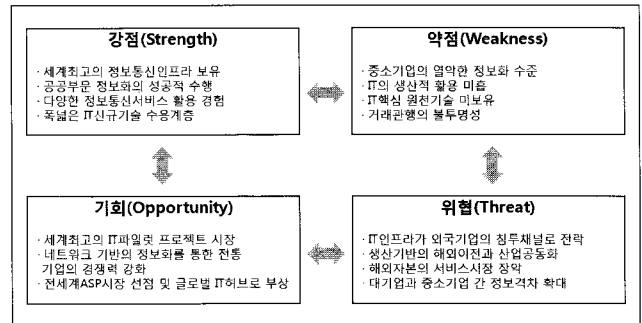 강점(Strength)
· 세계최고의 정보통신인프라 보유
· 공공부문 정보화의 성공적 수행
· 다양한 정보통신서비스 활용 경험
· 폭넓은 IT신규기술 수용계층
약점(Weakness)
· 중소기업의 열악한 정보화 수준
· IT의 생산적 활용 미흡
· IT핵심 원천기술 미보유
· 거래관행의 불투명성
기회(Opportunity)
· 세계최고의 IT파일럿 프로젝트 시장
· 네트워크 기반의 정보화를 통한 전통
기업의 경쟁력 강화
· 전세계ASP시장 선점 및 글로벌 IT허브로 부상
위협(Threat)
· IT인프라가 외국기업의 침투채널로 전락
· 생산기반의 해외이전과 산업공동화
· 해외자본의 서비스시장 장악
· 대기업과 중소기업 간 정보격차 확대